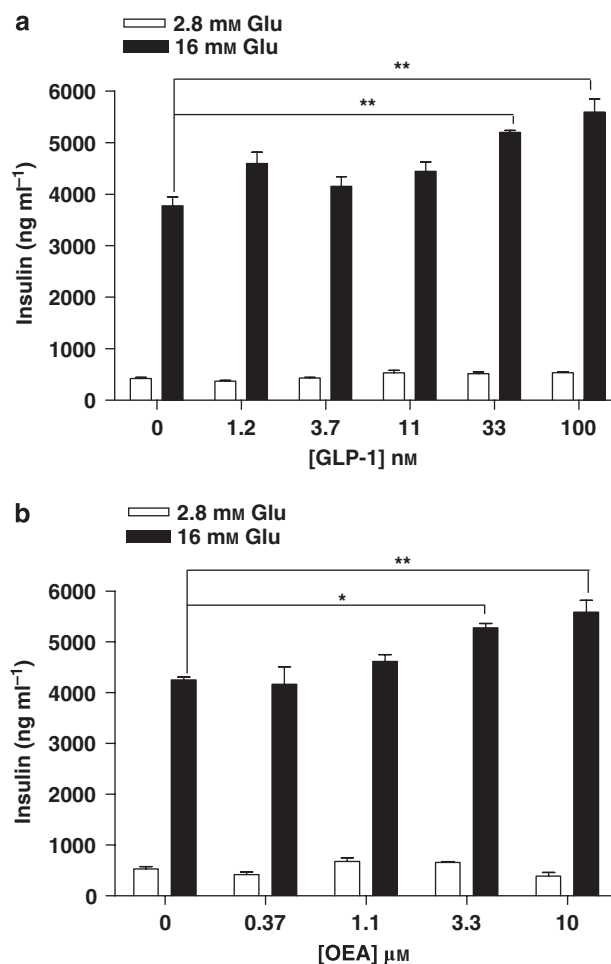 a
2.8 mM Glu
16 mM Glu
**
**
6000
5000
4000
3000
2000
1000
0
Insulin (ng ml⁻¹)
0 1.2 3.7 11 33 100
[GLP-1] nM
b
2.8 mM Glu
16 mM Glu
**
*
6000
5000
4000
3000
2000
1000
0
Insulin (ng ml⁻¹)
0 0.37 1.1 3.3 10
[OEA] μM